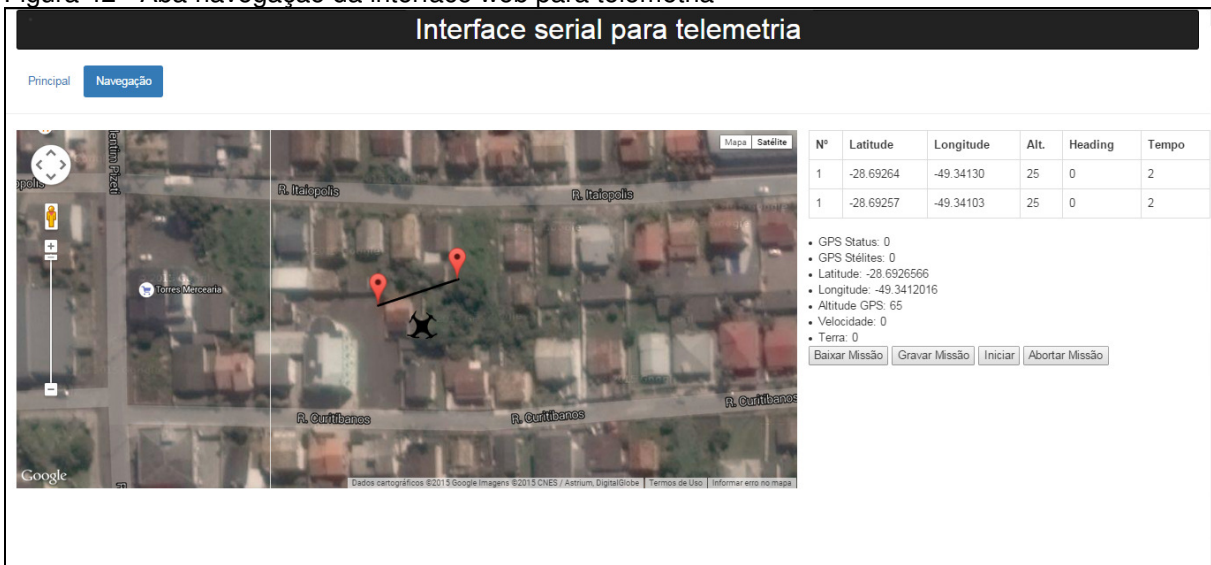 Figura 42 - Aba navegação da interface web para telemetria
Interface serial para telemetria
Principal
Navegação
Mapa
Satélite
R. Itaiopolis
R. Itaiopolis
Torres Mercearia
R. Curitibanos
R. Curitibanos
R. Curitibanos
Google
Dados cartográficos ©2015 Google Imagens ©2015 CNES / Astrium, DigitalGlobe
Termos de Uso
Informar erro no mapa
Nº Latitude Longitude Alt. Heading Tempo
1 -28.69264 -49.34130 25 0 2
1 -28.69257 -49.34103 25 0 2
• GPS Status: 0
• GPS Stélites: 0
• Latitude: -28.6926566
• Longitude: -49.3412016
• Altitude GPS: 65
• Velocidade: 0
• Terra: 0
Baixar Missão
Gravar Missão
Iniciar
Abortar Missão